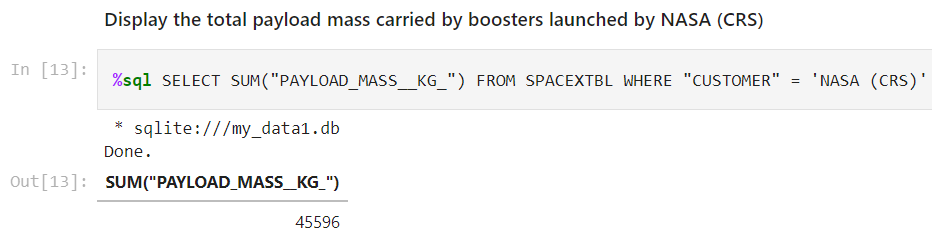 Display the total payload mass carried by boosters launched by NASA (CRS)
In [13]: %sql SELECT SUM("PAYLOAD_MASS__KG_") FROM SPACEXTBL WHERE "CUSTOMER" = 'NASA (CRS)'
* sqlite:///my_data1.db
Done.
Out[13]: SUM("PAYLOAD_MASS__KG_")
45596